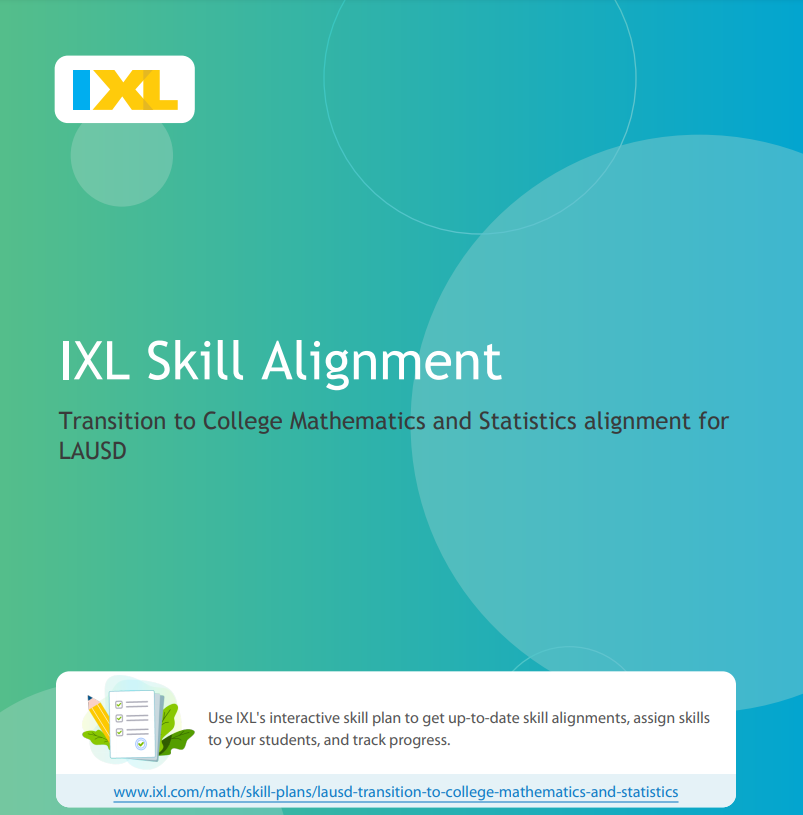 IXL
IXL Skill Alignment
Transition to College Mathematics and Statistics alignment for
LAUSD
Use IXL's interactive skill plan to get up-to-date skill alignments, assign skills
to your students, and track progress.
www.ixl.com/math/skill-plans/lausd-transition-to-college-mathematics-and-statistics